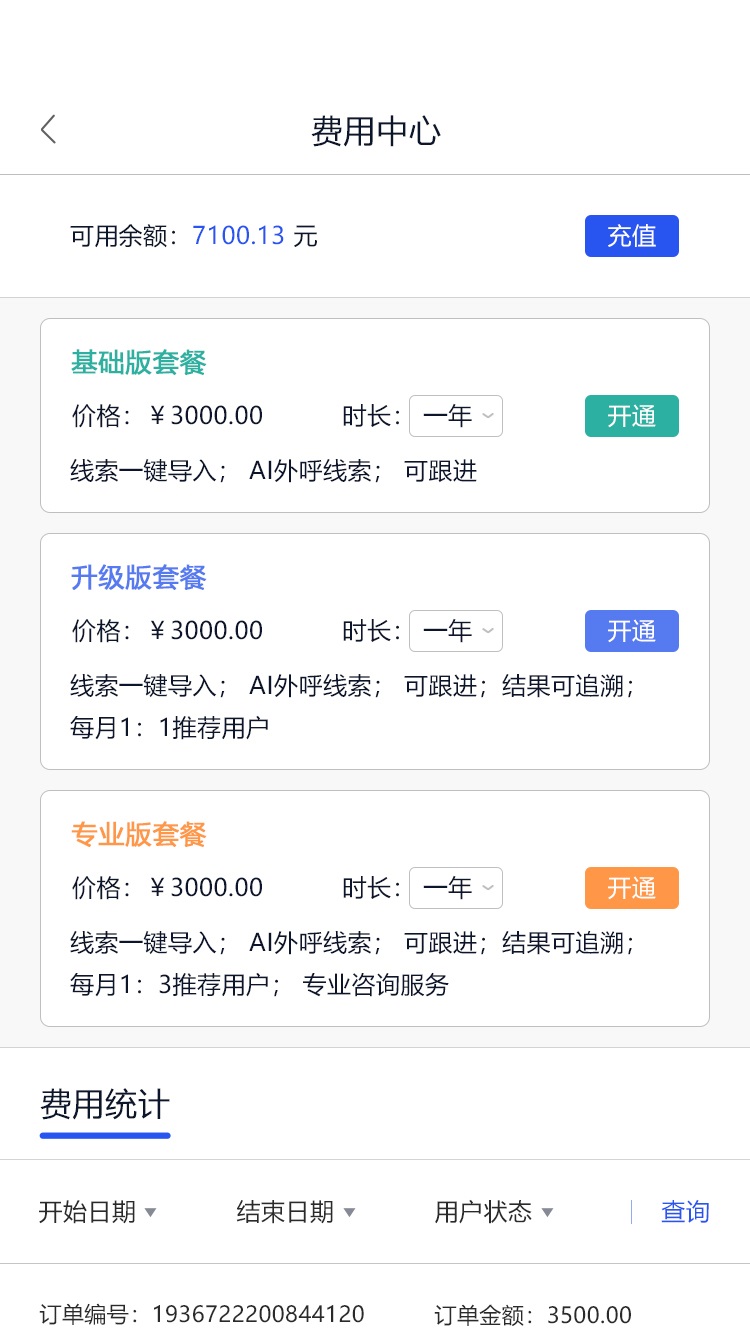 费用中心
可用余额：7100.13 元 充值
基础版套餐
价格：￥3000.00 时长：一年 开通
线索一键导入； AI外呼线索； 可跟进
升级版套餐
价格：￥3000.00 时长：一年 开通
线索一键导入； AI外呼线索； 可跟进；结果可追溯；
每月1：1推荐用户
专业版套餐
价格：￥3000.00 时长：一年 开通
线索一键导入； AI外呼线索； 可跟进；结果可追溯；
每月1：3推荐用户； 专业咨询服务
费用统计
开始日期 结束日期 用户状态 查询
订单编号：1936722200844120 订单金额：3500.00